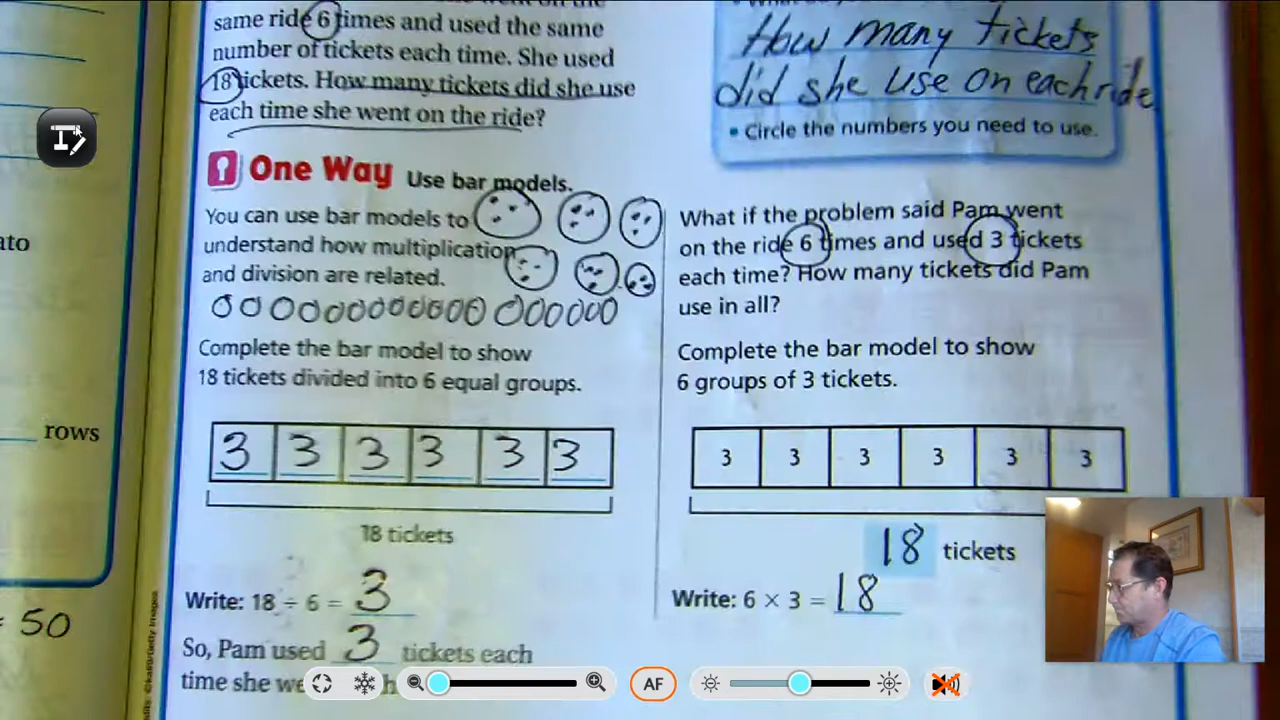 same ride 6 times and used the same
number of tickets each time. She used
18 tickets. How many tickets did she use
each time she went on the ride?
How many tickets
did she use on each ride
• Circle the numbers you need to use.
One Way Use bar models.
You can use bar models to
understand how multiplication
and division are related.
Complete the bar model to show
18 tickets divided into 6 equal groups.
3 3 3 3 3 3
18 tickets
Write: 18 ÷ 6 = 3
So, Pam used 3 tickets each
What if the problem said Pam went
on the ride 6 times and used 3 tickets
each time? How many tickets did Pam
use in all?
Complete the bar model to show
6 groups of 3 tickets.
3 3 3 3 3 3
18 tickets
Write: 6 × 3 = 18
rows
= 50
time she
AF